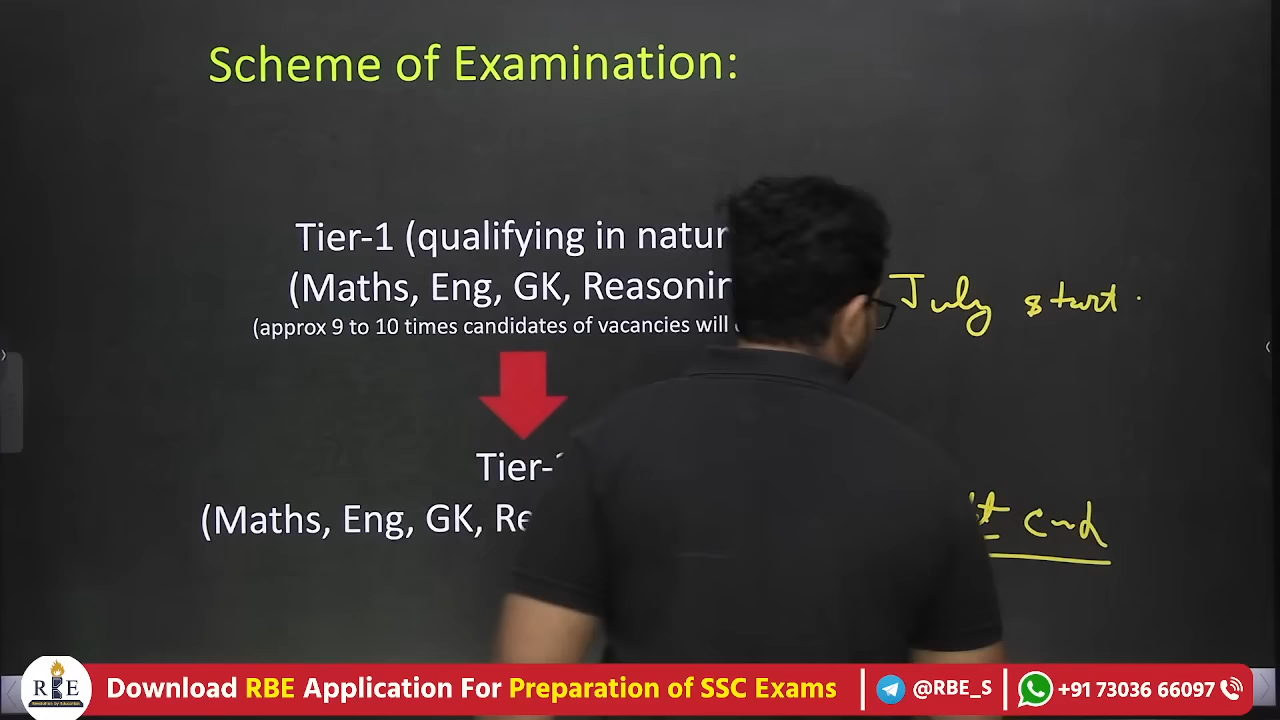 Scheme of Examination:
Tier-1 (qualifying in natur
(Maths, Eng, GK, Reasonin
July start.
(approx 9 to 10 times candidates of vacancies will
Tier-
(Maths, Eng, GK, Re
end
RBE
Download RBE Application For Preparation of SSC Exams
@RBE_S
+91 73036 66097